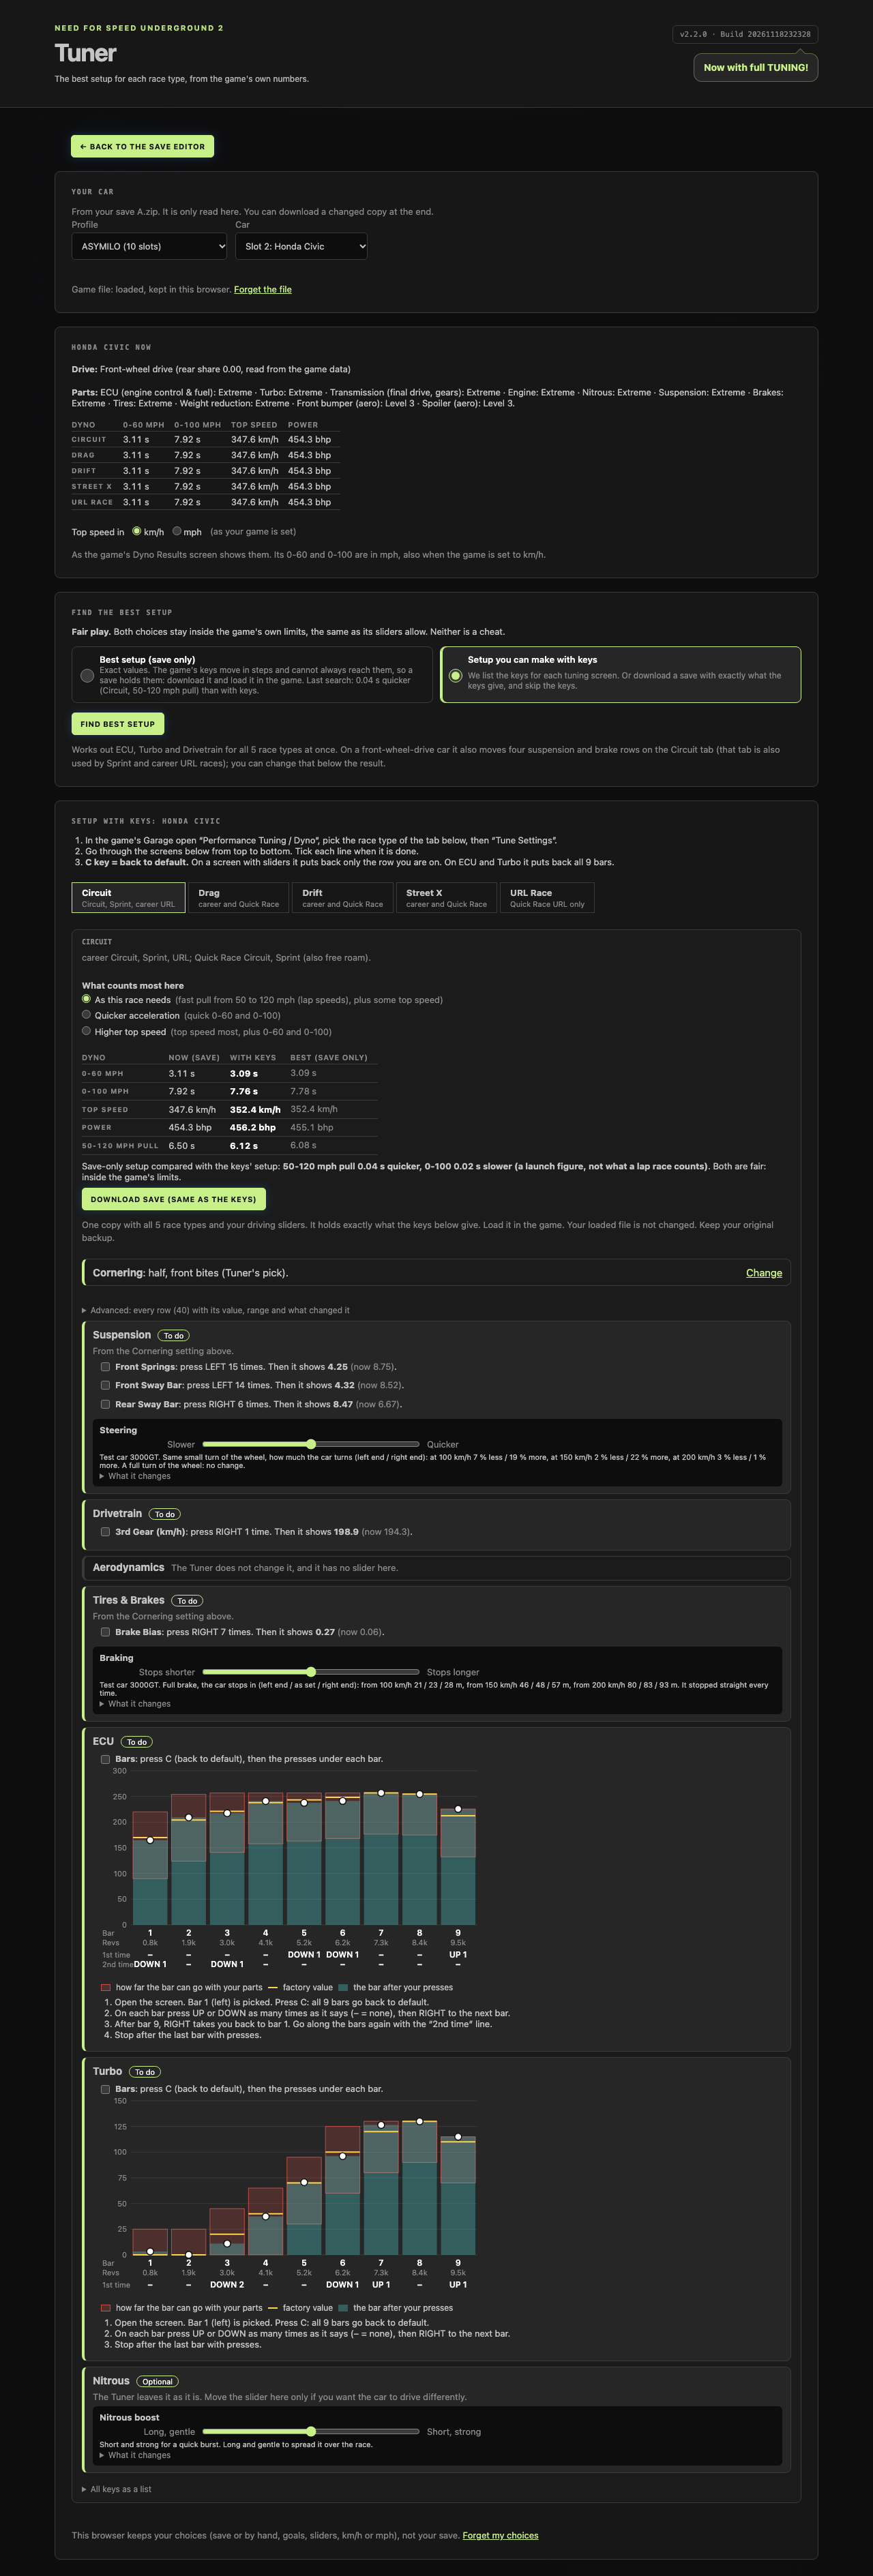 NEED FOR SPEED UNDERGROUND 2
Tuner
The best setup for each race type, from the game's own numbers.
v2.2.0 · Build 20261118232328
Now with full TUNING!
← BACK TO THE SAVE EDITOR
YOUR CAR
From your save A.zip. It is only read here. You can download a changed copy at the end.
Profile Car
ASYMILO (10 slots) Slot 2: Honda Civic
Game file: loaded, kept in this browser. Forget the file
HONDA CIVIC NOW
Drive: Front-wheel drive (rear share 0.00, read from the game data)
Parts: ECU (engine control & fuel): Extreme · Turbo: Extreme · Transmission (final drive, gears): Extreme · Engine: Extreme · Nitrous: Extreme · Suspension: Extreme · Brakes:
Extreme · Tires: Extreme · Weight reduction: Extreme · Front bumper (aero): Level 3 · Spoiler (aero): Level 3.
DYNO 0-60 MPH 0-100 MPH TOP SPEED POWER
CIRCUIT 3.11 s 7.92 s 347.6 km/h 454.3 bhp
DRAG 3.11 s 7.92 s 347.6 km/h 454.3 bhp
DRIFT 3.11 s 7.92 s 347.6 km/h 454.3 bhp
STREET X 3.11 s 7.92 s 347.6 km/h 454.3 bhp
URL RACE 3.11 s 7.92 s 347.6 km/h 454.3 bhp
Top speed in km/h mph (as your game is set)
As the game's Dyno Results screen shows them. Its 0-60 and 0-100 are in mph, also when the game is set to km/h.
FIND THE BEST SETUP
Fair play. Both choices stay inside the game's own limits, the same as its sliders allow. Neither is a cheat.
Best setup (save only)
Exact values. The game's keys move in steps and cannot always reach them, so a
save holds them: download it and load it in the game. Last search: 0.04 s quicker
(Circuit, 50-120 mph pull) than with keys.
Setup you can make with keys
We list the keys for each tuning screen. Or download a save with exactly what the
keys give, and skip the keys.
FIND BEST SETUP
Works out ECU, Turbo and Drivetrain for all 5 race types at once. On a front-wheel-drive car it also moves four suspension and brake rows on the Circuit tab (that tab is also
used by Sprint and career URL races); you can change that below the result.
SETUP WITH KEYS: HONDA CIVIC
1. In the game's Garage open “Performance Tuning / Dyno”, pick the race type of the tab below, then “Tune Settings”.
2. Go through the screens below from top to bottom. Tick each line when it is done.
3. C key = back to default. On a screen with sliders it puts back only the row you are on. On ECU and Turbo it puts back all 9 bars.
Circuit Drag Drift Street X URL Race
Circuit, Sprint, career URL career and Quick Race career and Quick Race career and Quick Race Quick Race URL only
CIRCUIT
career Circuit, Sprint, URL; Quick Race Circuit, Sprint (also free roam).
What counts most here
As this race needs (fast pull from 50 to 120 mph (lap speeds), plus some top speed)
Quicker acceleration (quick 0-60 and 0-100)
Higher top speed (top speed most, plus 0-60 and 0-100)
DYNO NOW (SAVE) WITH KEYS BEST (SAVE ONLY)
0-60 MPH 3.11 s 3.09 s 3.09 s
0-100 MPH 7.92 s 7.76 s 7.78 s
TOP SPEED 347.6 km/h 352.4 km/h 352.4 km/h
POWER 454.3 bhp 456.2 bhp 455.1 bhp
50-120 MPH PULL 6.50 s 6.12 s 6.08 s
Save-only setup compared with the keys' setup: 50-120 mph pull 0.04 s quicker, 0-100 0.02 s slower (a launch figure, not what a lap race counts). Both are fair:
inside the game's limits.
DOWNLOAD SAVE (SAME AS THE KEYS)
One copy with all 5 race types and your driving sliders. It holds exactly what the keys below give. Load it in the game. Your loaded file is not changed. Keep your original
backup.
Cornering: half, front bites (Tuner's pick). Change
▶ Advanced: every row (40) with its value, range and what changed it
Suspension To do
From the Cornering setting above.
Front Springs: press LEFT 15 times. Then it shows 4.25 (now 8.75).
Front Sway Bar: press LEFT 14 times. Then it shows 4.32 (now 8.52).
Rear Sway Bar: press RIGHT 6 times. Then it shows 8.47 (now 6.67).
Steering
Slower Quicker
Test car 3000GT. Same small turn of the wheel, how much the car turns (left end / right end): at 100 km/h 7 % less / 19 % more, at 150 km/h 2 % less / 22 % more, at 200 km/h 3 % less / 1 %
more. A full turn of the wheel: no change.
▶ What it changes
Drivetrain To do
3rd Gear (km/h): press RIGHT 1 time. Then it shows 198.9 (now 194.3).
Aerodynamics The Tuner does not change it, and it has no slider here.
Tires & Brakes To do
From the Cornering setting above.
Brake Bias: press RIGHT 7 times. Then it shows 0.27 (now 0.06).
Braking
Stops shorter Stops longer
Test car 3000GT. Full brake, the car stops in (left end / as set / right end): from 100 km/h 21 / 23 / 28 m, from 150 km/h 46 / 48 / 57 m, from 200 km/h 80 / 83 / 93 m. It stopped straight every
time.
▶ What it changes
ECU To do
Bars: press C (back to default), then the presses under each bar.
300
250
200
150
100
50
0
Bar 1 2 3 4 5 6 7 8 9
Revs 0.8k 1.9k 3.0k 4.1k 5.2k 6.2k 7.3k 8.4k 9.5k
1st time – – – – DOWN 1 DOWN 1 – – UP 1
2nd time DOWN 1 – DOWN 1 – – – – – –
how far the bar can go with your parts factory value the bar after your presses
1. Open the screen. Bar 1 (left) is picked. Press C: all 9 bars go back to default.
2. On each bar press UP or DOWN as many times as it says (– = none), then RIGHT to the next bar.
3. After bar 9, RIGHT takes you back to bar 1. Go along the bars again with the “2nd time” line.
4. Stop after the last bar with presses.
Turbo To do
Bars: press C (back to default), then the presses under each bar.
150
125
100
75
50
25
0
Bar 1 2 3 4 5 6 7 8 9
Revs 0.8k 1.9k 3.0k 4.1k 5.2k 6.2k 7.3k 8.4k 9.5k
1st time – – DOWN 2 – – DOWN 1 UP 1 – UP 1
how far the bar can go with your parts factory value the bar after your presses
1. Open the screen. Bar 1 (left) is picked. Press C: all 9 bars go back to default.
2. On each bar press UP or DOWN as many times as it says (– = none), then RIGHT to the next bar.
3. Stop after the last bar with presses.
Nitrous Optional
The Tuner leaves it as it is. Move the slider here only if you want the car to drive differently.
Nitrous boost
Long, gentle Short, strong
Short and strong for a quick burst. Long and gentle to spread it over the race.
▶ What it changes
▶ All keys as a list
This browser keeps your choices (save or by hand, goals, sliders, km/h or mph), not your save. Forget my choices